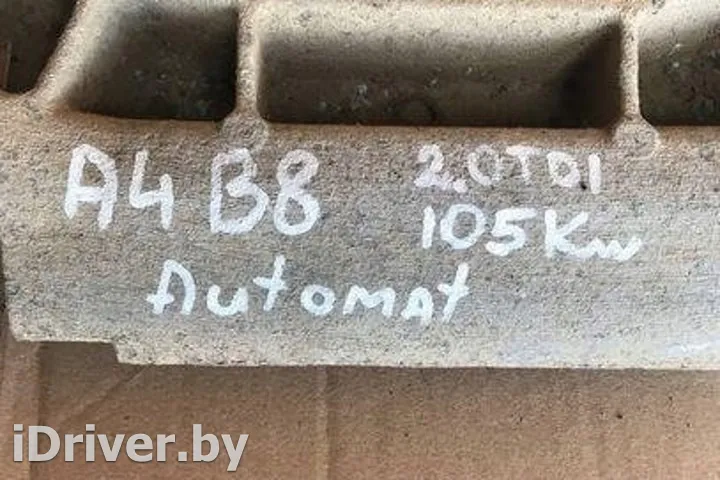 A4 B8 2.0TDI
105Kw
Automat
iDriver.by